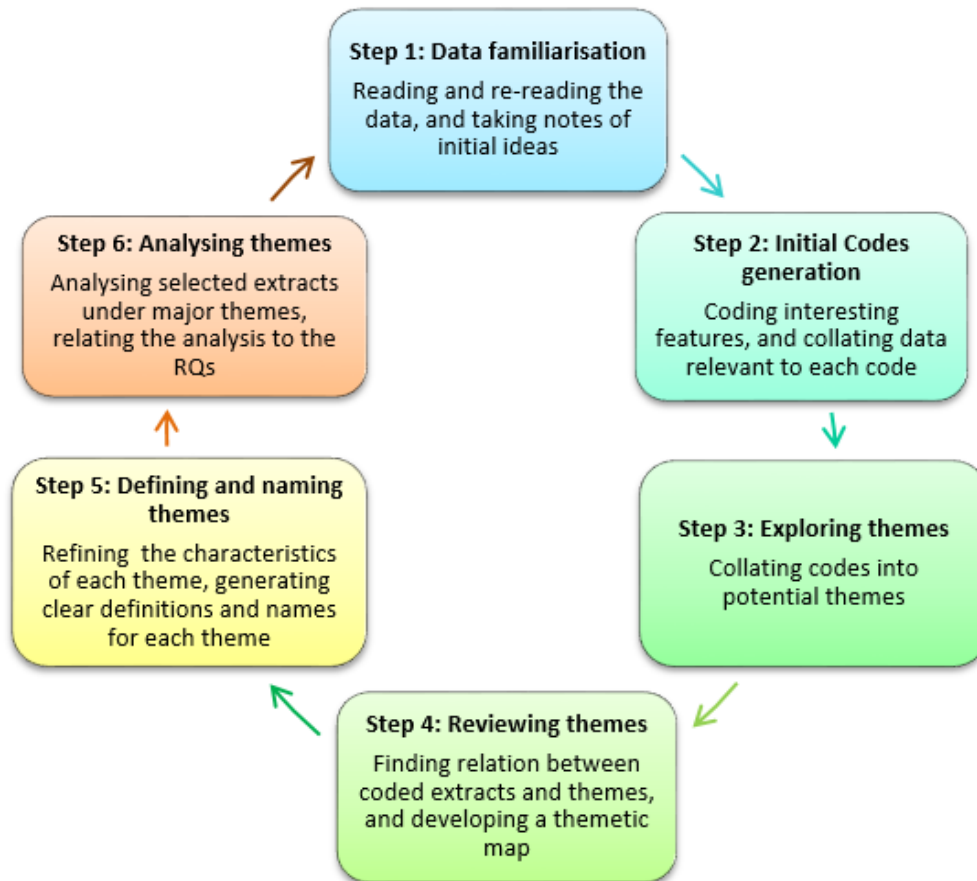 Step 1: Data familiarisation
Reading and re-reading the
data, and taking notes of
initial ideas
Step 2: Initial Codes
generation
Coding interesting
features, and collating data
relevant to each code
Step 3: Exploring themes
Collating codes into
potential themes
Step 4: Reviewing themes
Finding relation between
coded extracts and themes,
and developing a themetic
map
Step 5: Defining and naming
themes
Refining the characteristics
of each theme, generating
clear definitions and names
for each theme
Step 6: Analysing themes
Analysing selected extracts
under major themes,
relating the analysis to the
RQs